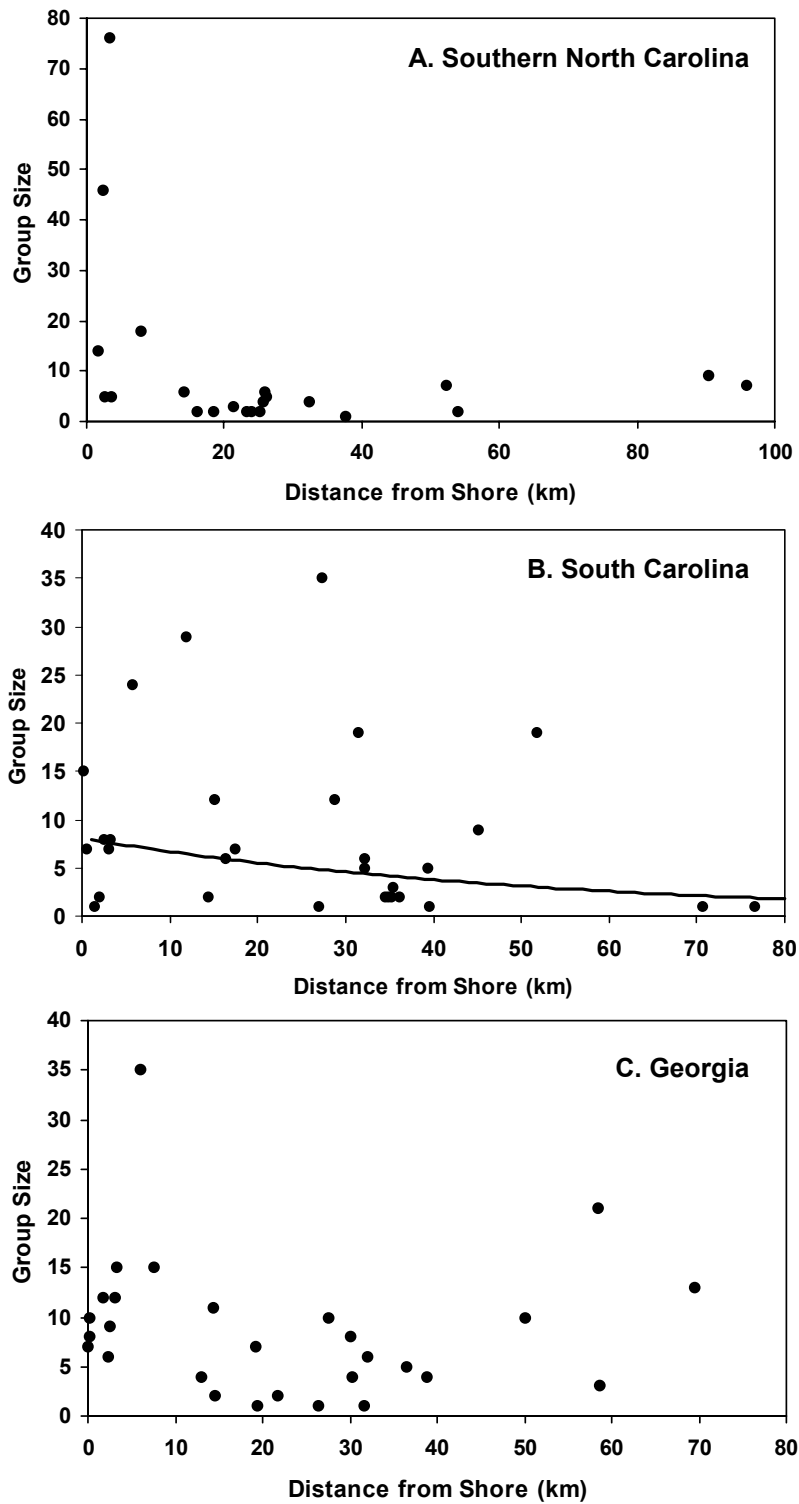 A. Southern North Carolina
Group Size
80
70
60
50
40
30
20
10
0
0 20 40 60 80 100
Distance from Shore (km)
B. South Carolina
Group Size
40
35
30
25
20
15
10
5
0
0 10 20 30 40 50 60 70 80
Distance from Shore (km)
C. Georgia
Group Size
40
35
30
25
20
15
10
5
0
0 10 20 30 40 50 60 70 80
Distance from Shore (km)